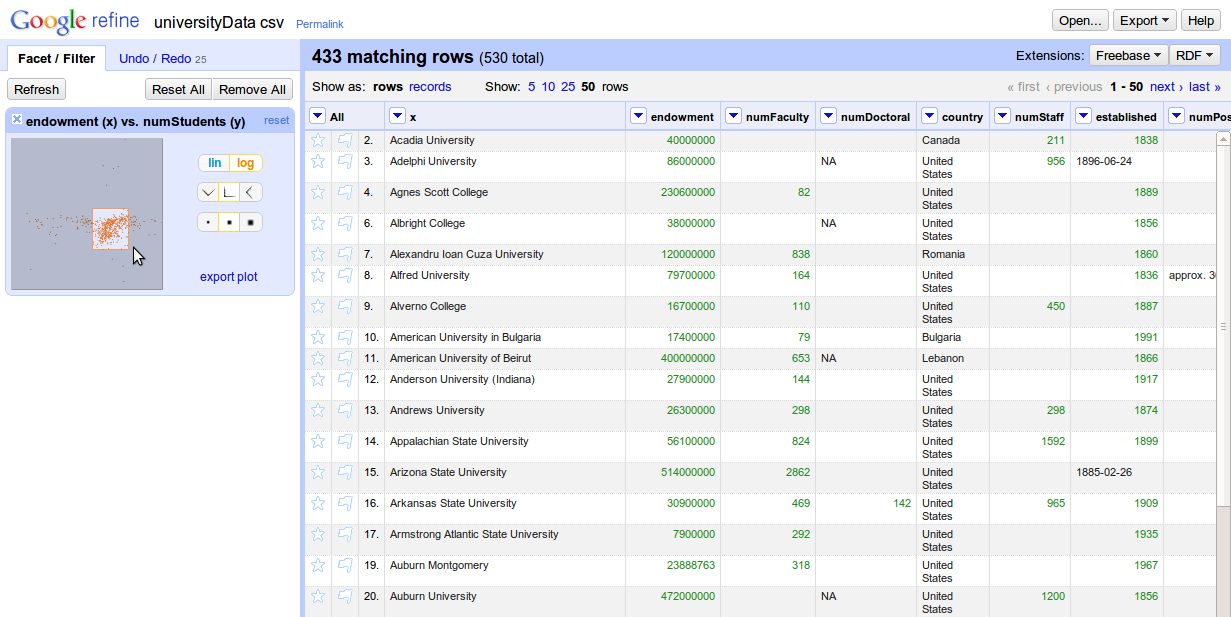 Google refine universityData csv Permalink Open... Export Help
Facet / Filter Undo / Redo 25 433 matching rows (530 total) Extensions: Freebase RDF
Refresh Reset All Remove All Show as: rows records Show: 5 10 25 50 rows « first ‹ previous 1 - 50 next › last »
endowment (x) vs. numStudents (y) reset
lin log
export plot
All x endowment numFaculty numDoctoral country numStaff established numPos
2. Acadia University 40000000 Canada 211 1838
3. Adelphi University 86000000 NA United States 956 1896-06-24
4. Agnes Scott College 230600000 82 United States 1889
6. Albright College 38000000 NA United States 1856
7. Alexandru Ioan Cuza University 120000000 838 Romania 1860
8. Alfred University 79700000 164 United States 1836 approx. 30
9. Alverno College 16700000 110 United States 450 1887
10. American University in Bulgaria 17400000 79 Bulgaria 1991
11. American University of Beirut 400000000 653 NA Lebanon 1866
12. Anderson University (Indiana) 27900000 144 United States 1917
13. Andrews University 26300000 298 United States 298 1874
14. Appalachian State University 56100000 824 United States 1592 1899
15. Arizona State University 514000000 2862 United States 1885-02-26
16. Arkansas State University 30900000 469 142 United States 965 1909
17. Armstrong Atlantic State University 7900000 292 United States 1935
19. Auburn Montgomery 23888763 318 United States 1967
20. Auburn University 472000000 NA United States 1200 1856